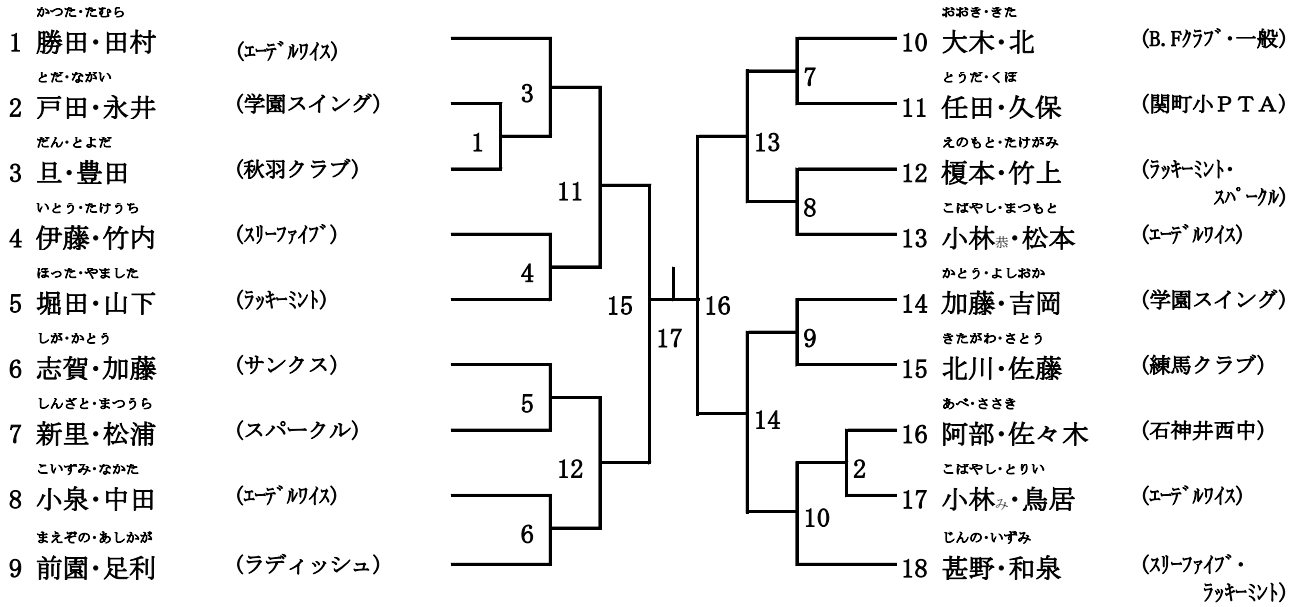 かつた・たむら
1 勝田・田村 (ｴｰﾃﾞﾙﾜｲｽ)
とだ・ながい
2 戸田・永井 (学園スイング)
だん・とよだ
3 旦・豊田 (秋羽クラブ)
いとう・たけうち
4 伊藤・竹内 (ｽﾘｰﾌｧｲﾌﾞ)
ほった・やました
5 堀田・山下 (ﾗｯｷｰﾐﾝﾄ)
しが・かとう
6 志賀・加藤 (サンクス)
しんざと・まつうら
7 新里・松浦 (スパークル)
こいずみ・なかた
8 小泉・中田 (ｴｰﾃﾞﾙﾜｲｽ)
まえぞの・あしかが
9 前園・足利 (ラディッシュ)
3
1
11
4
15
5
12
6
17
16
7
13
8
9
14
2
10
おおき・きた
10 大木・北 (B.Fｸﾗﾌﾞ・一般)
とうだ・くぼ
11 任田・久保 (関町小ＰＴＡ)
えのもと・たけがみ
12 榎本・竹上 (ﾗｯｷｰﾐﾝﾄ・
ｽﾊﾟｰｸﾙ)
こばやし・まつもと
13 小林恭・松本 (ｴｰﾃﾞﾙﾜｲｽ)
かとう・よしおか
14 加藤・吉岡 (学園スイング)
きたがわ・さとう
15 北川・佐藤 (練馬クラブ)
あべ・ささき
16 阿部・佐々木 (石神井西中)
こばやし・とりい
17 小林み・鳥居 (ｴｰﾃﾞﾙﾜｲｽ)
じんの・いずみ
18 甚野・和泉 (ｽﾘｰﾌｧｲﾌﾞ・
ﾗｯｷｰﾐﾝﾄ)